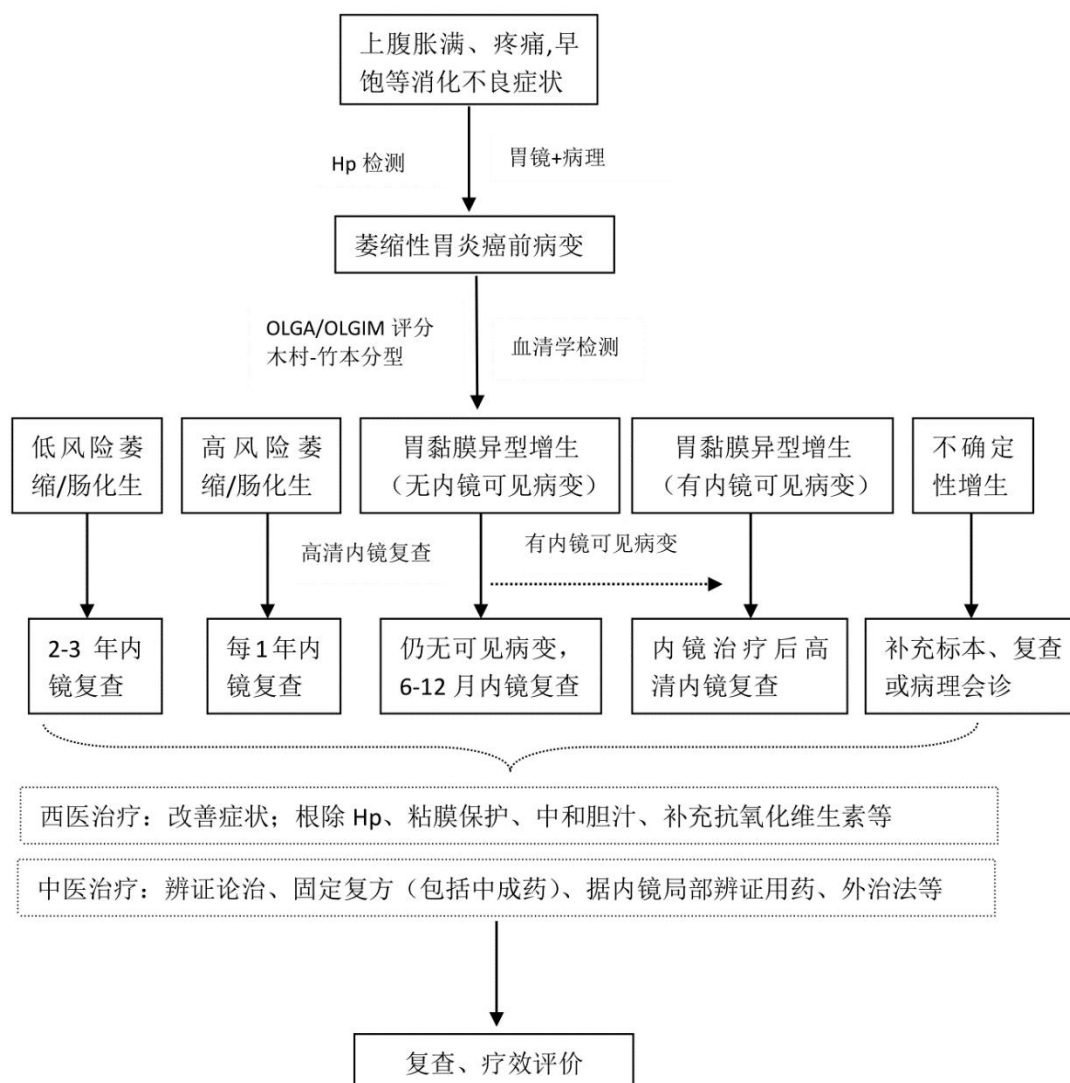 上腹胀满、疼痛,早
饱等消化不良症状
Hp 检测
胃镜+病理
萎缩性胃炎癌前病变
OLGA/OLGIM 评分
木村-竹本分型
血清学检测
低风险萎
缩/肠化生
高风险萎
缩/肠化生
胃黏膜异型增生
（无内镜可见病变）
胃黏膜异型增生
（有内镜可见病变）
不确定
性增生
高清内镜复查
有内镜可见病变
2-3 年内
镜复查
每1年内
镜复查
仍无可见病变，
6-12 月内镜复查
内镜治疗后高
清内镜复查
补充标本、复查
或病理会诊
西医治疗：改善症状；根除 Hp、粘膜保护、中和胆汁、补充抗氧化维生素等
中医治疗：辨证论治、固定复方（包括中成药）、据内镜局部辨证用药、外治法等
复查、疗效评价